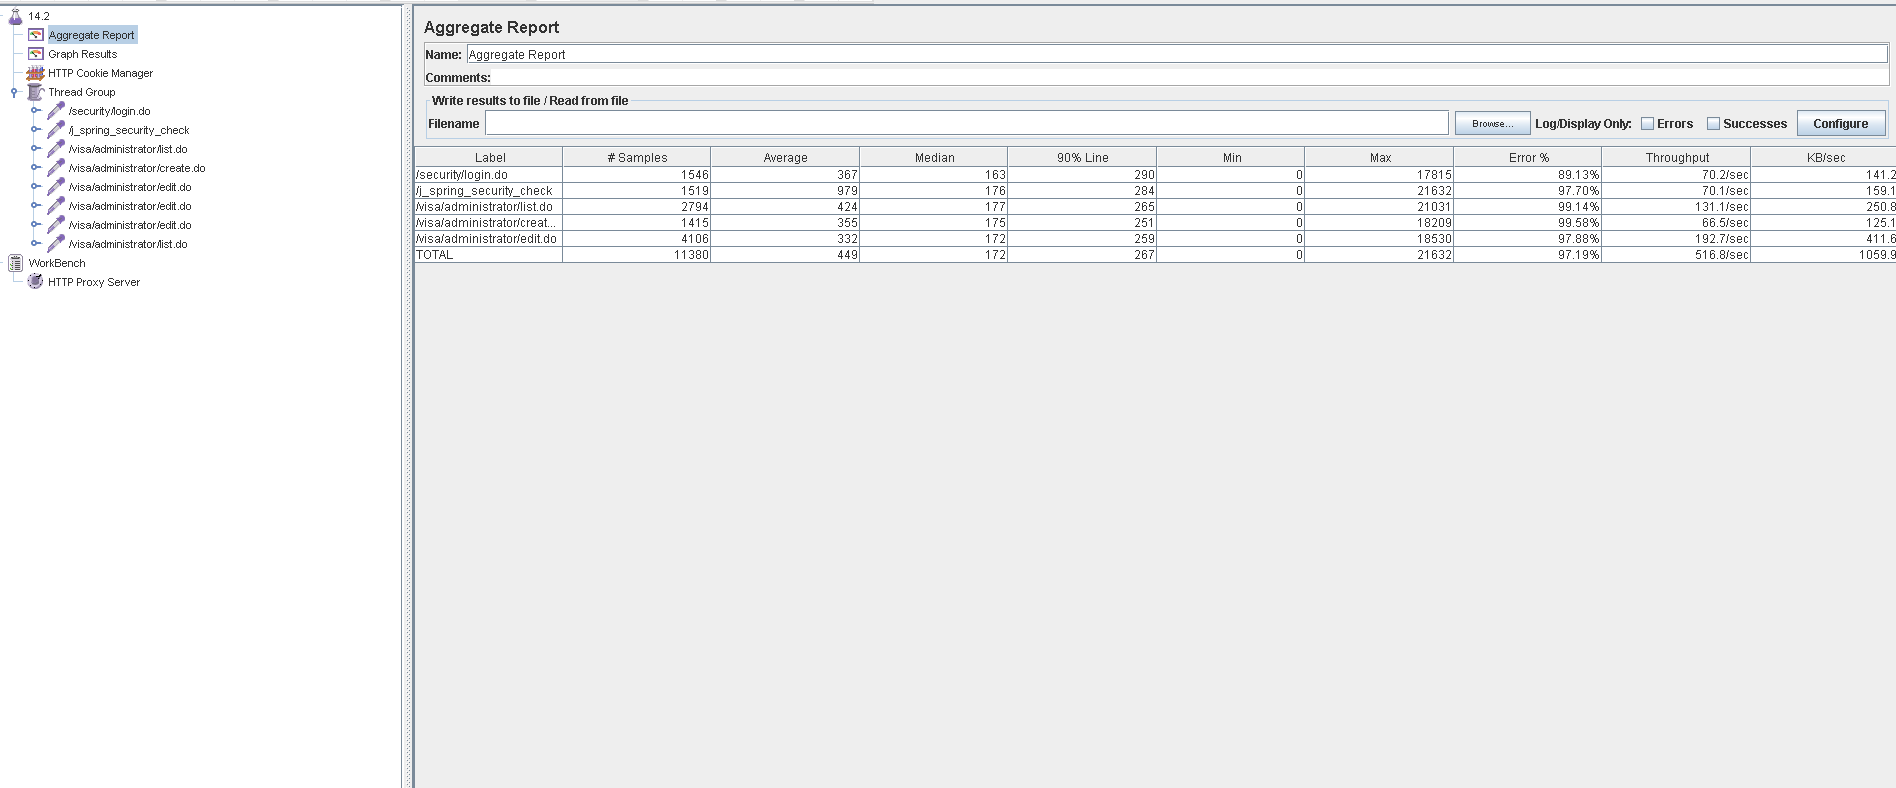 14.2
Aggregate Report
Graph Results
HTTP Cookie Manager
Thread Group
/security/login.do
/j_spring_security_check
/visa/administrator/list.do
/visa/administrator/create.do
/visa/administrator/edit.do
/visa/administrator/edit.do
/visa/administrator/edit.do
/visa/administrator/list.do
WorkBench
HTTP Proxy Server
Aggregate Report
Name: Aggregate Report
Comments:
Write results to file / Read from file
Filename Browse... Log/Display Only: Errors Successes Configure
Label # Samples Average Median 90% Line Min Max Error % Throughput KB/sec
/security/login.do 1546 367 163 290 0 17815 89.13% 70.2/sec 141.2
/j_spring_security_check 1519 979 176 284 0 21632 97.70% 70.1/sec 159.1
/visa/administrator/list.do 2794 424 177 265 0 21031 99.14% 131.1/sec 250.8
/visa/administrator/creat... 1415 355 175 251 0 18209 99.58% 66.5/sec 125.1
/visa/administrator/edit.do 4106 332 172 259 0 18530 97.88% 192.7/sec 411.6
TOTAL 11380 449 172 267 0 21632 97.19% 516.8/sec 1059.9